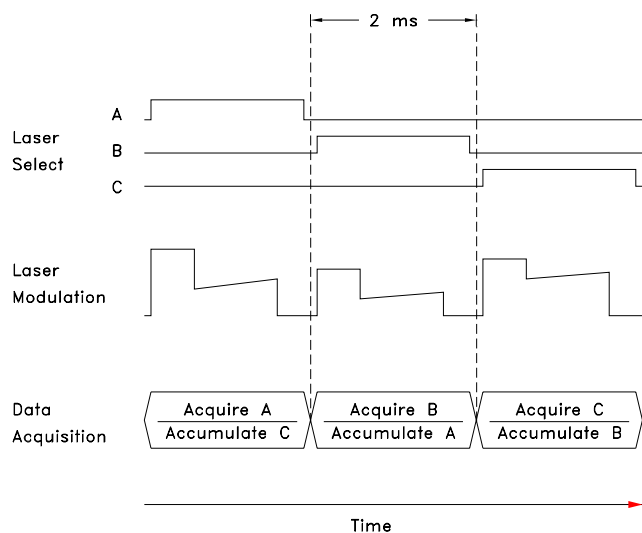 2 ms
A
Laser
Select
B
C
Laser
Modulation
Data
Acquisition
Acquire A
Accumulate C
Acquire B
Accumulate A
Acquire C
Accumulate B
Time